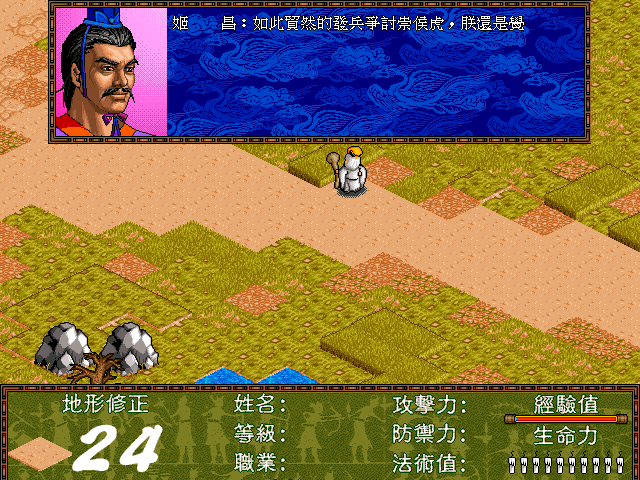 姬　　昌：如此貿然的發兵爭討崇侯虎，朕還是覺
地形修正 姓名： 攻擊力： 經驗值
24 等級： 防禦力： 生命力
職業： 法術值：